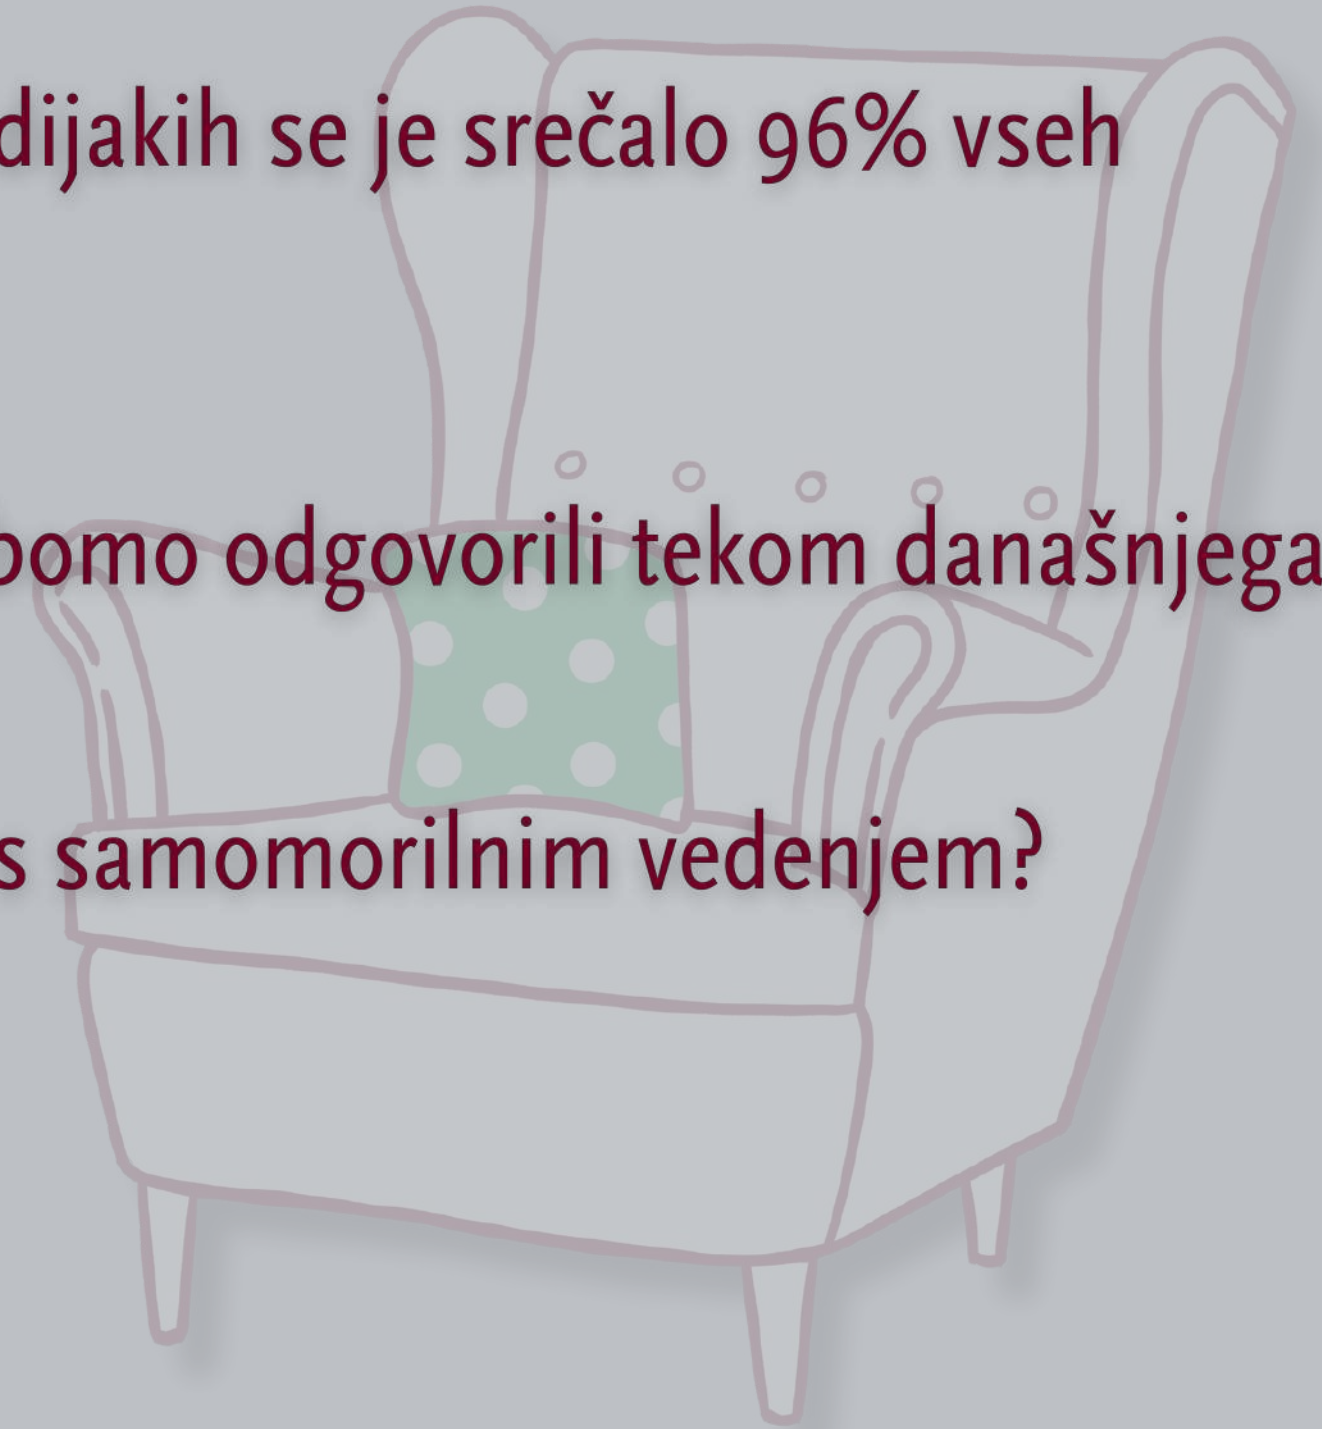 dijakih se je srečalo 96% vseh
bomo odgovorili tekom današnjega
s samomorilnim vedenjem?